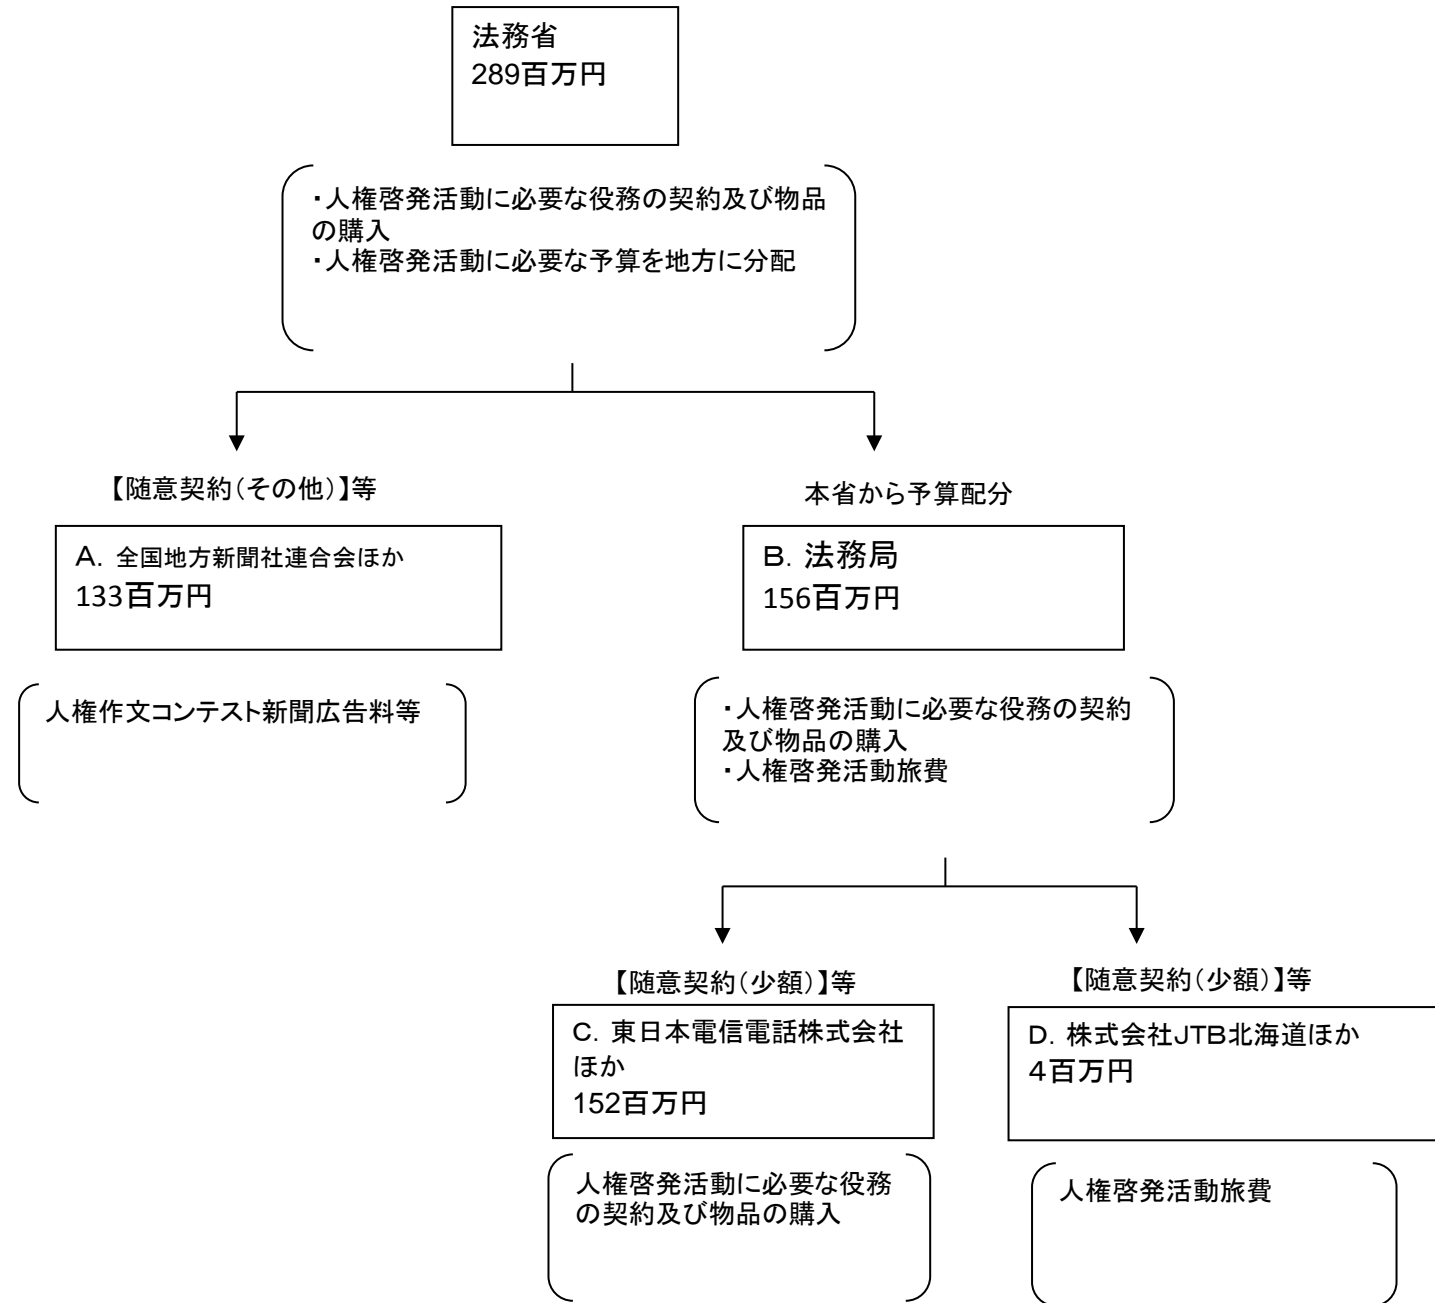 法務省
289百万円
・人権啓発活動に必要な役務の契約及び物品
の購入
・人権啓発活動に必要な予算を地方に分配
【随意契約(その他)】等
本省から予算配分
A. 全国地方新聞社連合会ほか
133百万円
B. 法務局
156百万円
人権作文コンテスト新聞広告料等
・人権啓発活動に必要な役務の契約
及び物品の購入
・人権啓発活動旅費
【随意契約(少額)】等
【随意契約(少額)】等
C. 東日本電信電話株式会社
ほか
152百万円
D. 株式会社JTB北海道ほか
4百万円
人権啓発活動に必要な役務
の契約及び物品の購入
人権啓発活動旅費